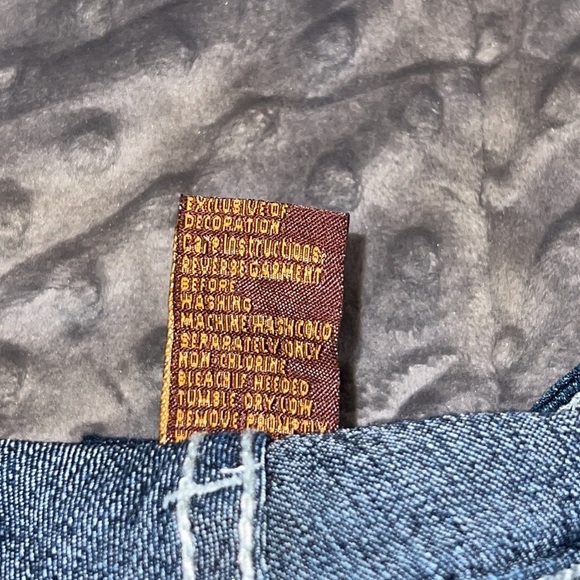 EXCLUSIVE OF
DECORATION
Care Instructions:
REVERSE GARMENT
BEFORE
WASHING
MACHINE WASH COLD
SEPARATELY ONLY
NON-CHLORINE
BLEACH IF NEEDED
TUMBLE DRY LOW
REMOVE PROMPTLY